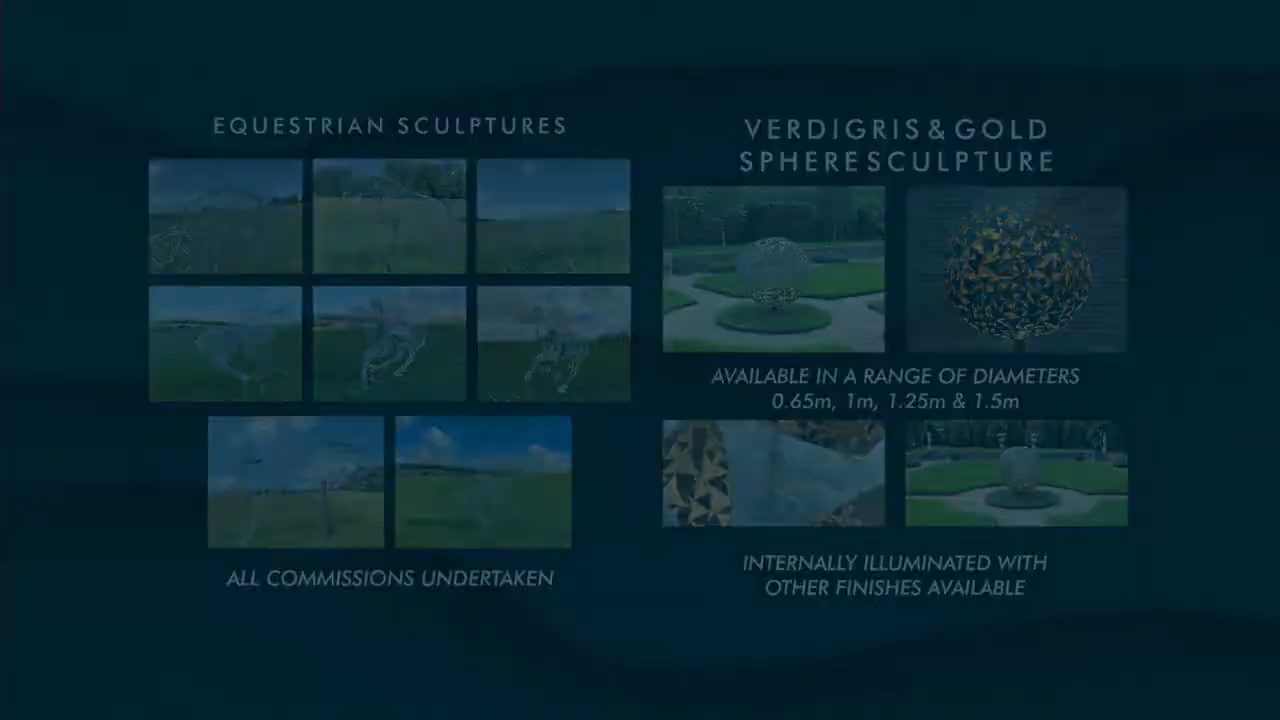 EQUESTRIAN SCULPTURES
ALL COMMISSIONS UNDERTAKEN
VERDIGRIS & GOLD
SPHERE SCULPTURE
AVAILABLE IN A RANGE OF DIAMETERS
0.65m, 1m, 1.25m & 1.5m
INTERNALLY ILLUMINATED WITH
OTHER FINISHES AVAILABLE